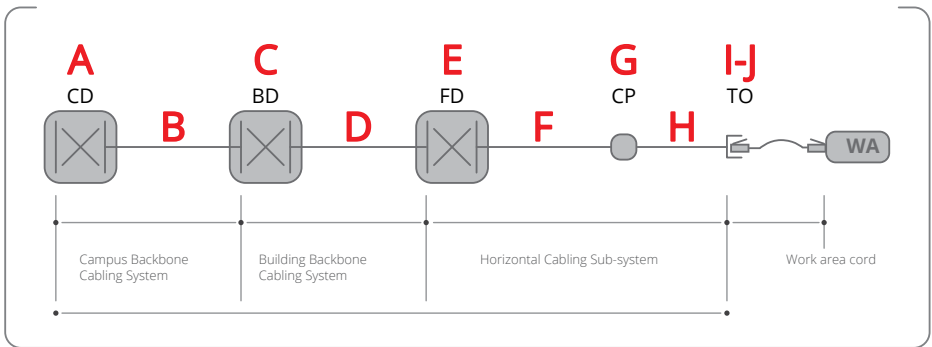 A C E G I-J
CD BD FD CP TO
B D F H
WA
Campus Backbone
Cabling System
Building Backbone
Cabling System
Horizontal Cabling Sub-system
Work area cord